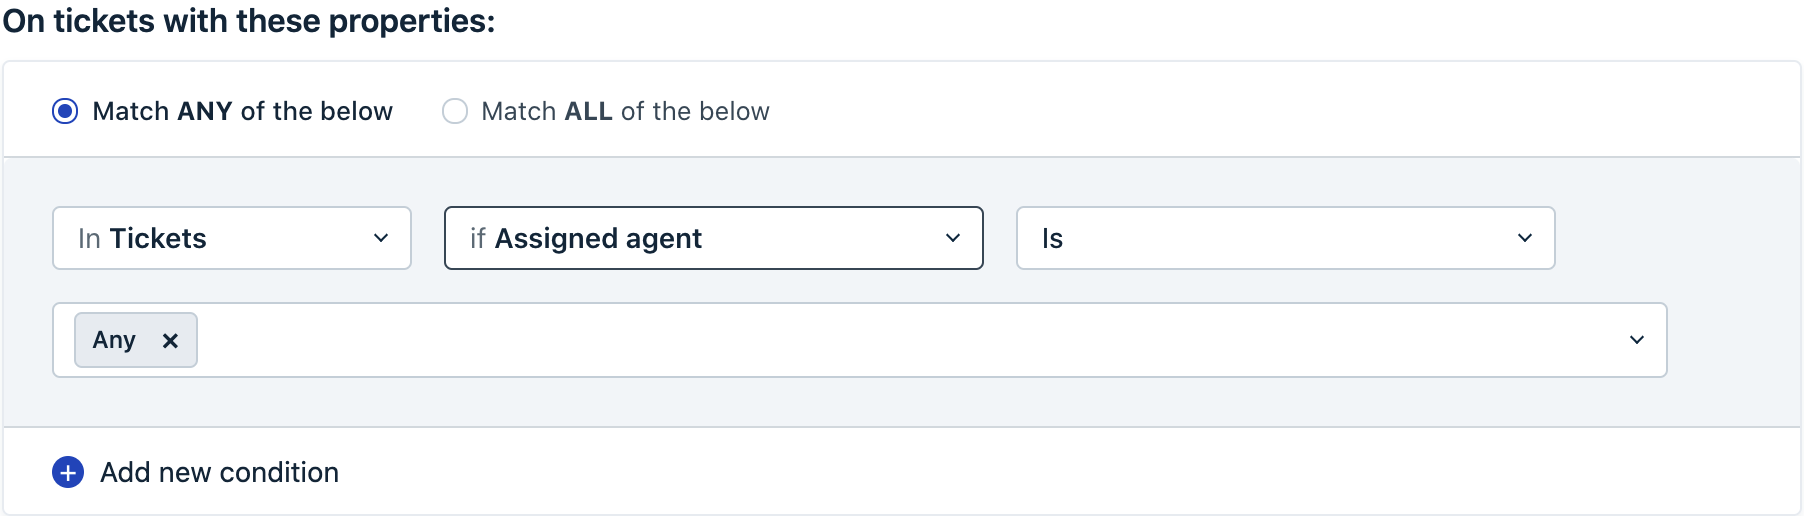 On tickets with these properties:
Match ANY of the below Match ALL of the below
In Tickets if Assigned agent Is
Any
Add new condition